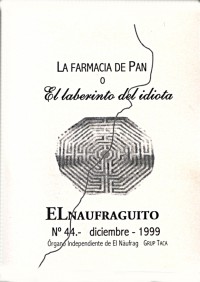 LA FARMACIA DE PAN
O
El laberinto del idiota
ELNAUFRAGUITO
Nº 44.- diciembre - 1999
Órgano Independiente de El Náufrag GRUP TACA